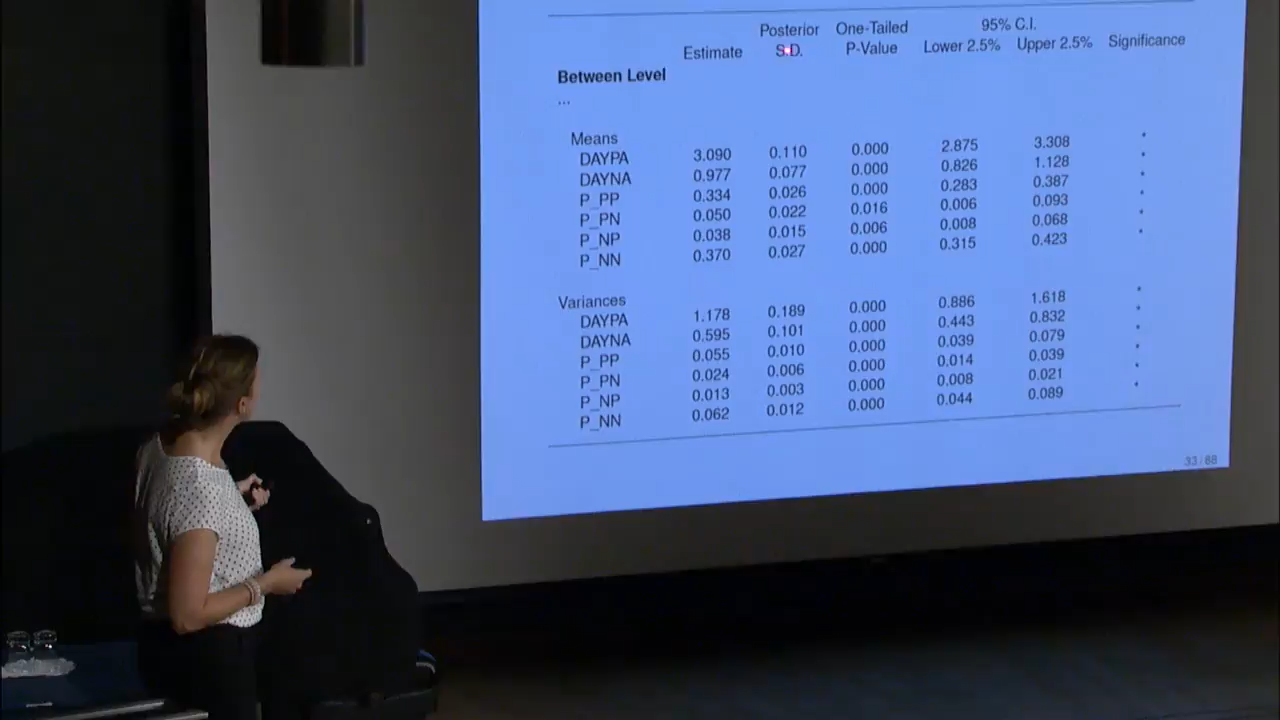 Posterior One-Tailed 95% C.I.
Estimate S.D. P-Value Lower 2.5% Upper 2.5% Significance
Between Level
...
Means
DAYPA 3.090 0.110 0.000 2.875 3.308 *
DAYNA 0.977 0.077 0.000 0.826 1.128 *
P_PP 0.334 0.026 0.000 0.283 0.387 *
P_PN 0.050 0.022 0.016 0.006 0.093 *
P_NP 0.038 0.015 0.006 0.008 0.068 *
P_NN 0.370 0.027 0.000 0.315 0.423 *
Variances
DAYPA 1.178 0.189 0.000 0.886 1.618 *
DAYNA 0.595 0.101 0.000 0.443 0.832 *
P_PP 0.055 0.010 0.000 0.039 0.079 *
P_PN 0.024 0.006 0.000 0.014 0.039 *
P_NP 0.013 0.003 0.000 0.008 0.021 *
P_NN 0.062 0.012 0.000 0.044 0.089 *
33 / 88